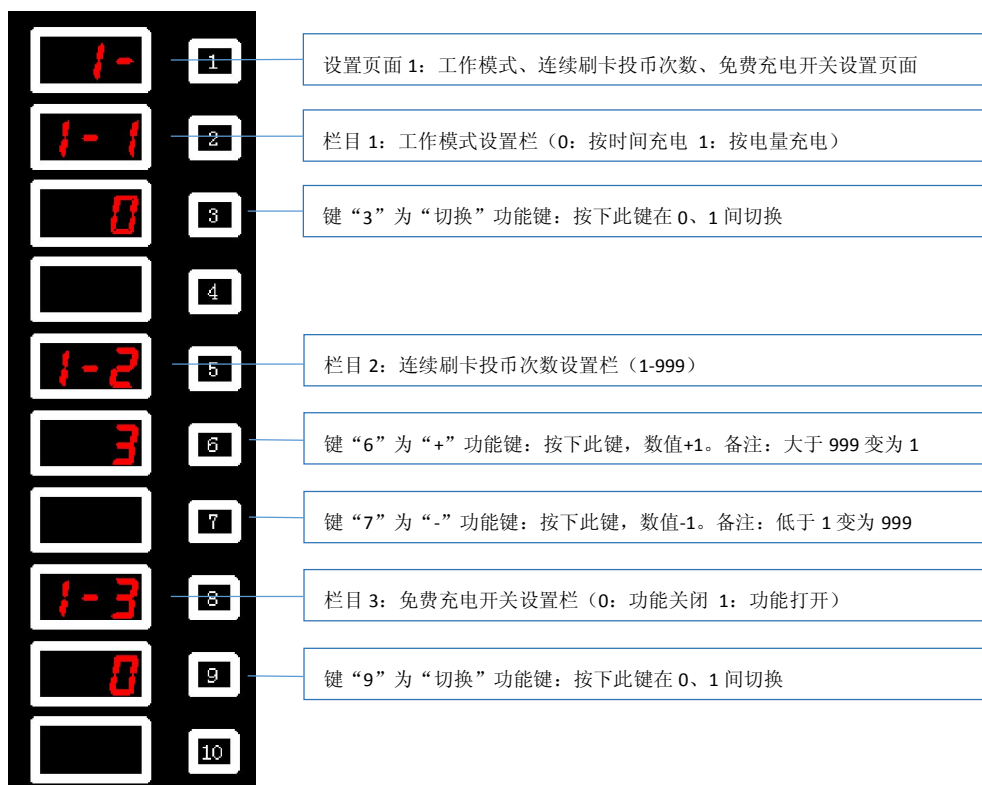 1- 1 设置页面 1：工作模式、连续刷卡投币次数、免费充电开关设置页面
1-1 2 栏目 1：工作模式设置栏（0：按时间充电 1：按电量充电）
0 3 键“3”为“切换”功能键：按下此键在 0、1 间切换
4
1-2 5 栏目 2：连续刷卡投币次数设置栏（1-999）
3 6 键“6”为“+”功能键：按下此键，数值+1。备注：大于 999 变为 1
7 键“7”为“-”功能键：按下此键，数值-1。备注：低于 1 变为 999
1-3 8 栏目 3：免费充电开关设置栏（0：功能关闭 1：功能打开）
0 9 键“9”为“切换”功能键：按下此键在 0、1 间切换
10